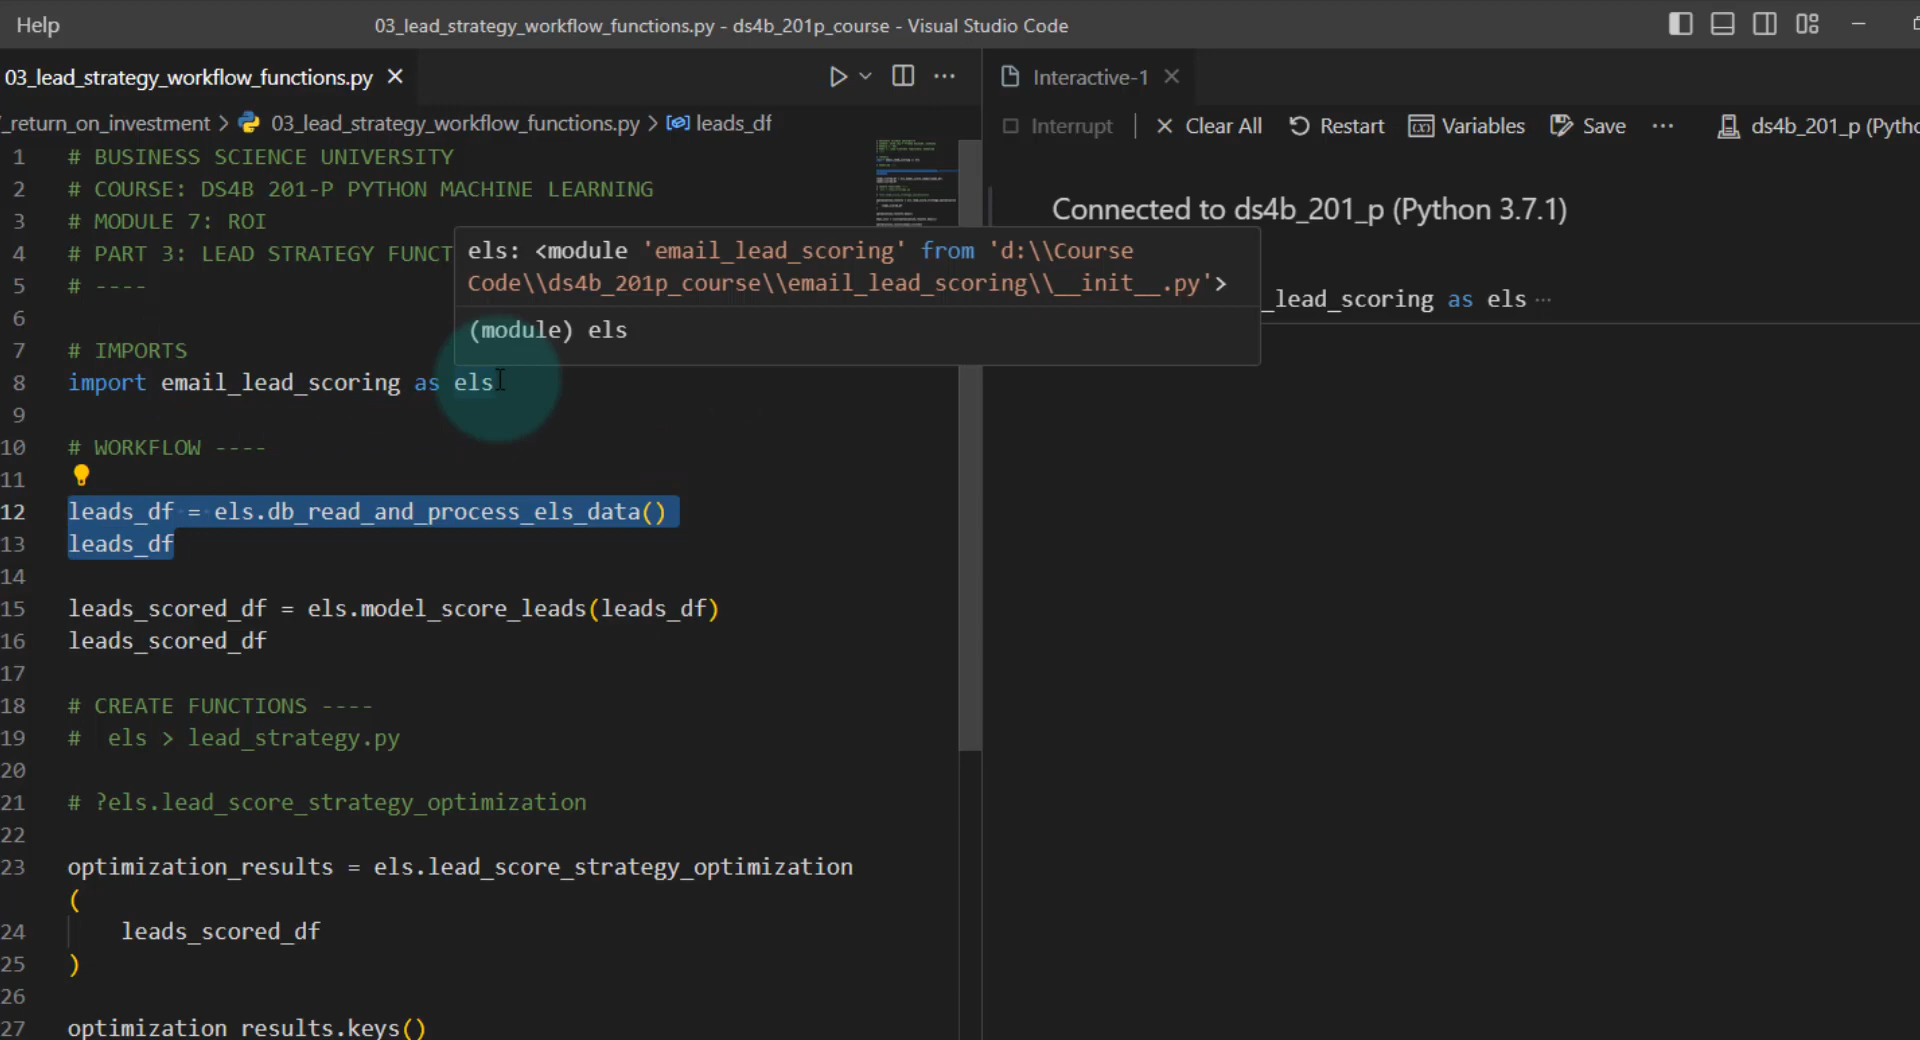 Help
03_lead_strategy_workflow_functions.py - ds4b_201p_course - Visual Studio Code
03_lead_strategy_workflow_functions.py
_return_on_investment > 03_lead_strategy_workflow_functions.py > leads_df
1 # BUSINESS SCIENCE UNIVERSITY
2 # COURSE: DS4B 201-P PYTHON MACHINE LEARNING
3 # MODULE 7: ROI
4 # PART 3: LEAD STRATEGY FUNCT
5 # ----
6
7 # IMPORTS
8 import email_lead_scoring as els
9
10 # WORKFLOW ----
11
12 leads_df = els.db_read_and_process_els_data()
13 leads_df
14
15 leads_scored_df = els.model_score_leads(leads_df)
16 leads_scored_df
17
18 # CREATE FUNCTIONS ----
19 #  els > lead_strategy.py
20
21 # ?els.lead_score_strategy_optimization
22
23 optimization_results = els.lead_score_strategy_optimization
(
24     leads_scored_df
25 )
26
27 optimization_results.keys()
els: <module 'email_lead_scoring' from 'd:\\Course
Code\\ds4b_201p_course\\email_lead_scoring\\__init__.py'>
(module) els
Interactive-1
Interrupt | Clear All Restart Variables Save ··· ds4b_201_p (Pytho
Connected to ds4b_201_p (Python 3.7.1)
_lead_scoring as els ···